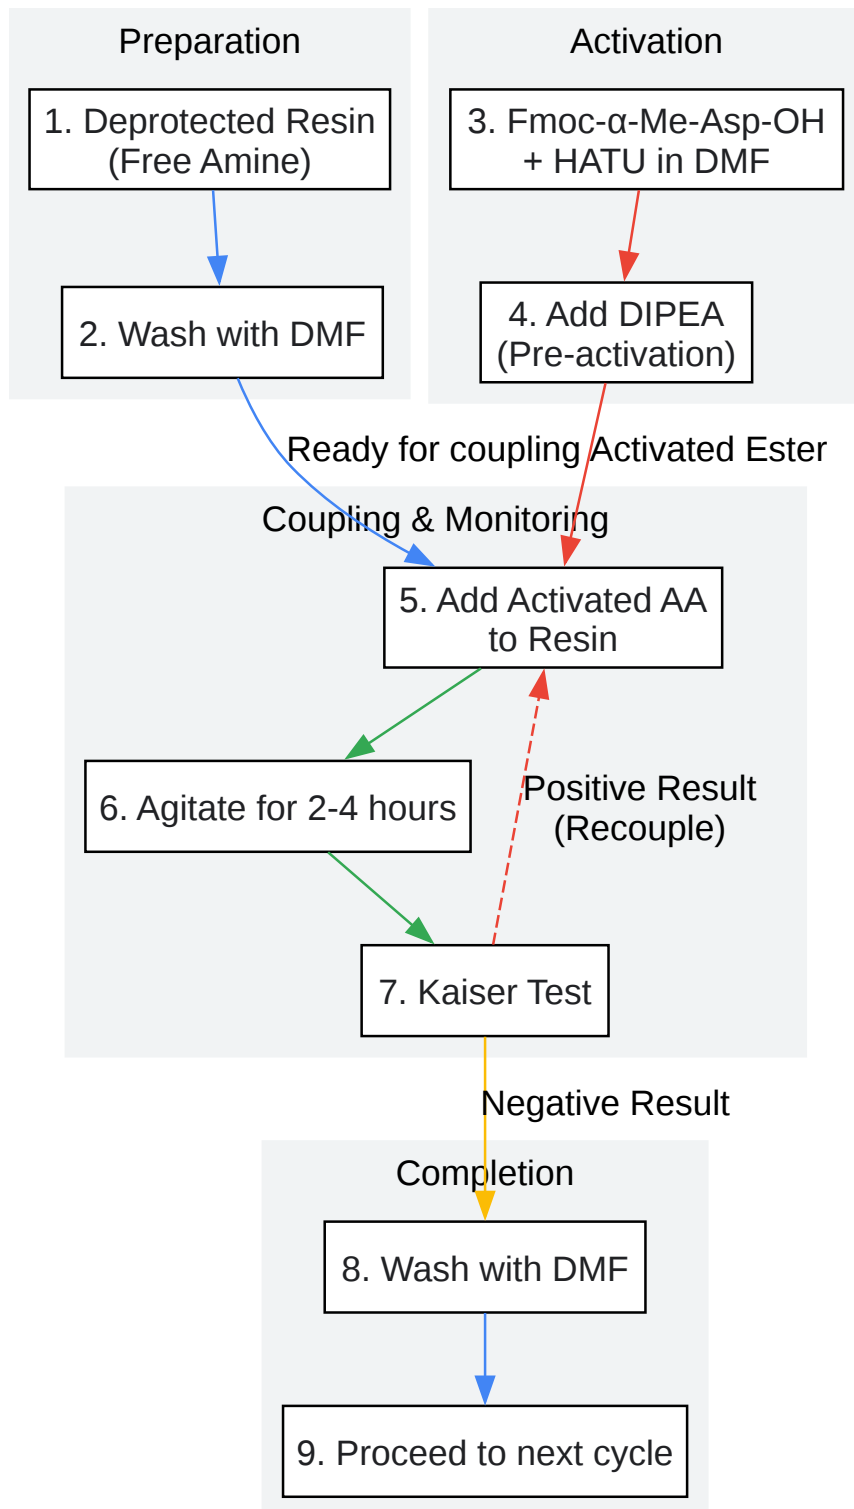 Preparation
1. Deprotected Resin
(Free Amine)
2. Wash with DMF
Activation
3. Fmoc-α-Me-Asp-OH
+ HATU in DMF
4. Add DIPEA
(Pre-activation)
Ready for coupling
Activated Ester
Coupling & Monitoring
5. Add Activated AA
to Resin
6. Agitate for 2-4 hours
Positive Result
(Recouple)
7. Kaiser Test
Negative Result
Completion
8. Wash with DMF
9. Proceed to next cycle